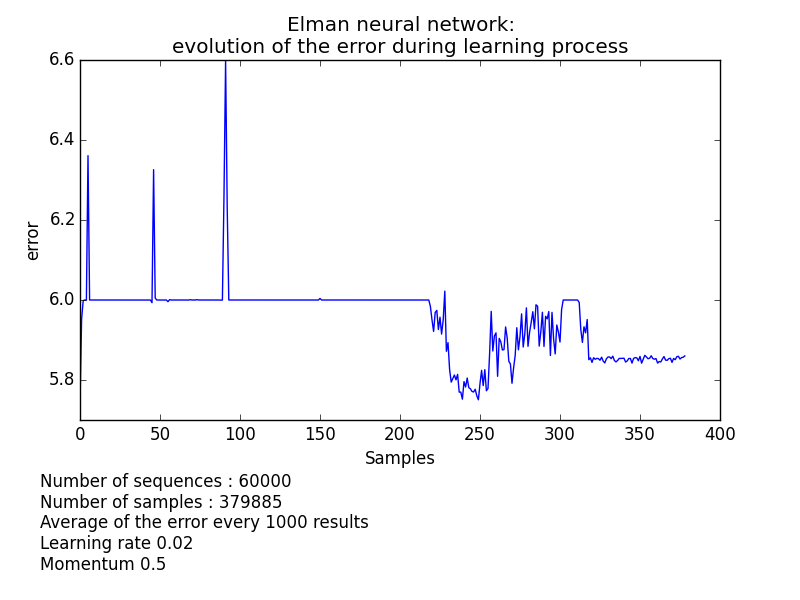 Elman neural network:
evolution of the error during learning process
6.6
6.4
6.2
6.0
5.8
error
0 50 100 150 200 250 300 350 400
Samples
Number of sequences : 60000
Number of samples : 379885
Average of the error every 1000 results
Learning rate 0.02
Momentum 0.5